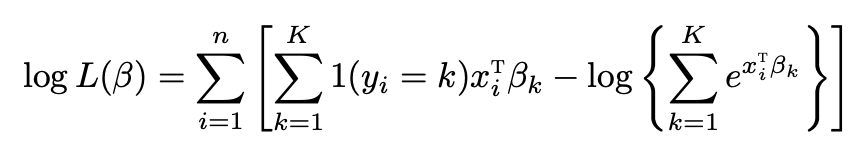 log L(β) = ∑_{i=1}^{n} [ ∑_{k=1}^{K} 1(y_i = k)x_i^T β_k − log { ∑_{k=1}^{K} e^{x_i^T β_k} } ]